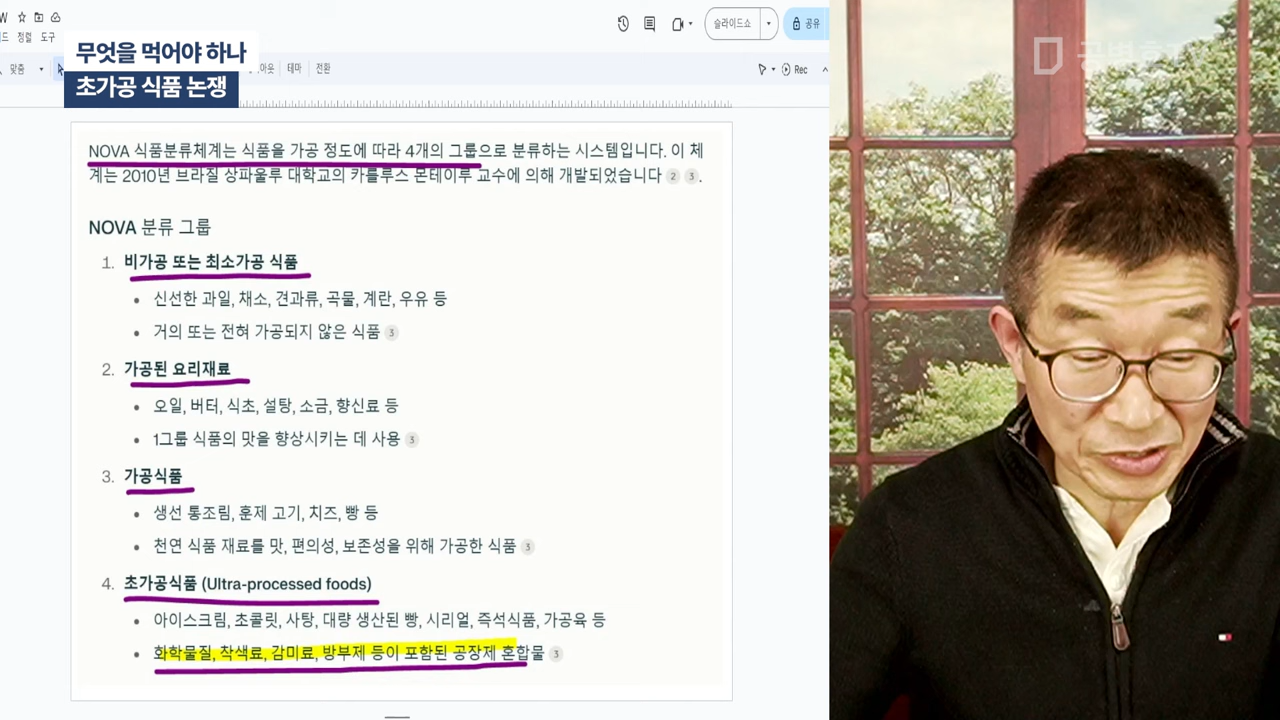 W
드 정렬 도구
슬라이드쇼
공유
무엇을 먹어야 하나
맞춤
아웃 테마 전환
Rec
초가공 식품 논쟁
NOVA 식품분류체계는 식품을 가공 정도에 따라 4개의 그룹으로 분류하는 시스템입니다. 이 체
계는 2010년 브라질 상파울루 대학교의 카를루스 몬테이루 교수에 의해 개발되었습니다 2 3 .
NOVA 분류 그룹
1. 비가공 또는 최소가공 식품
• 신선한 과일, 채소, 견과류, 곡물, 계란, 우유 등
• 거의 또는 전혀 가공되지 않은 식품 3
2. 가공된 요리재료
• 오일, 버터, 식초, 설탕, 소금, 향신료 등
• 1그룹 식품의 맛을 향상시키는 데 사용 3
3. 가공식품
• 생선 통조림, 훈제 고기, 치즈, 빵 등
• 천연 식품 재료를 맛, 편의성, 보존성을 위해 가공한 식품 3
4. 초가공식품 (Ultra-processed foods)
• 아이스크림, 초콜릿, 사탕, 대량 생산된 빵, 시리얼, 즉석식품, 가공육 등
• 화학물질, 착색료, 감미료, 방부제 등이 포함된 공장제 혼합물 3